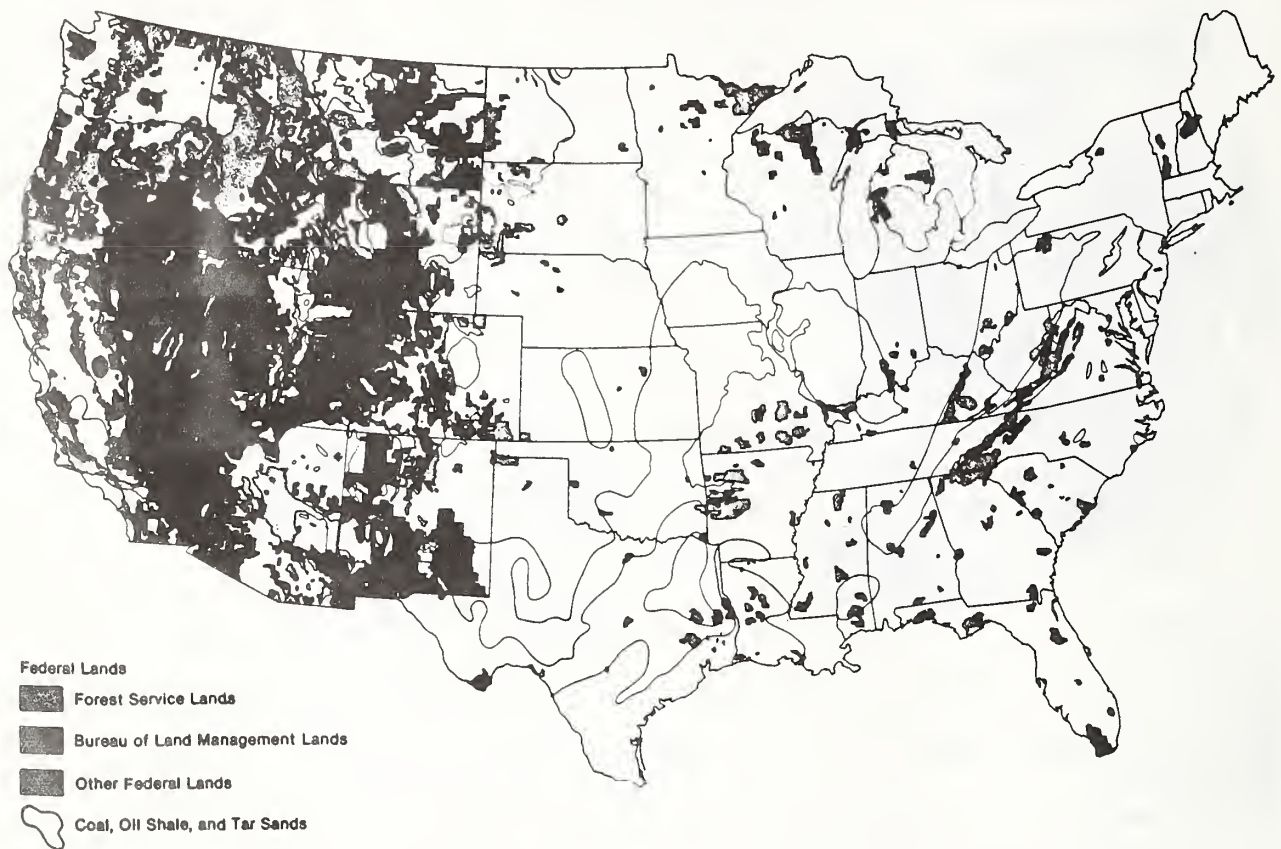 Federal Lands
Forest Service Lands
Bureau of Land Management Lands
Other Federal Lands
Coal, Oil Shale, and Tar Sands